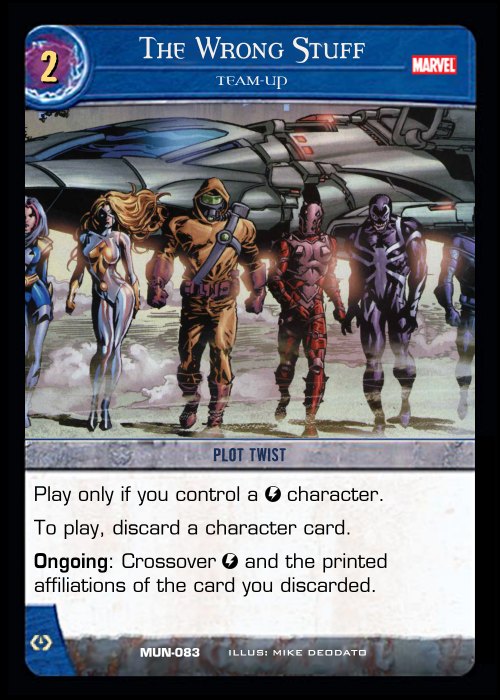 2
The Wrong Stuff
MARVEL
TEAM-UP
PLOT TWIST
Play only if you control a character.
To play, discard a character card.
Ongoing: Crossover and the printed
affiliations of the card you discarded.
MUN-083 ILLUS: MIKE DEODATO